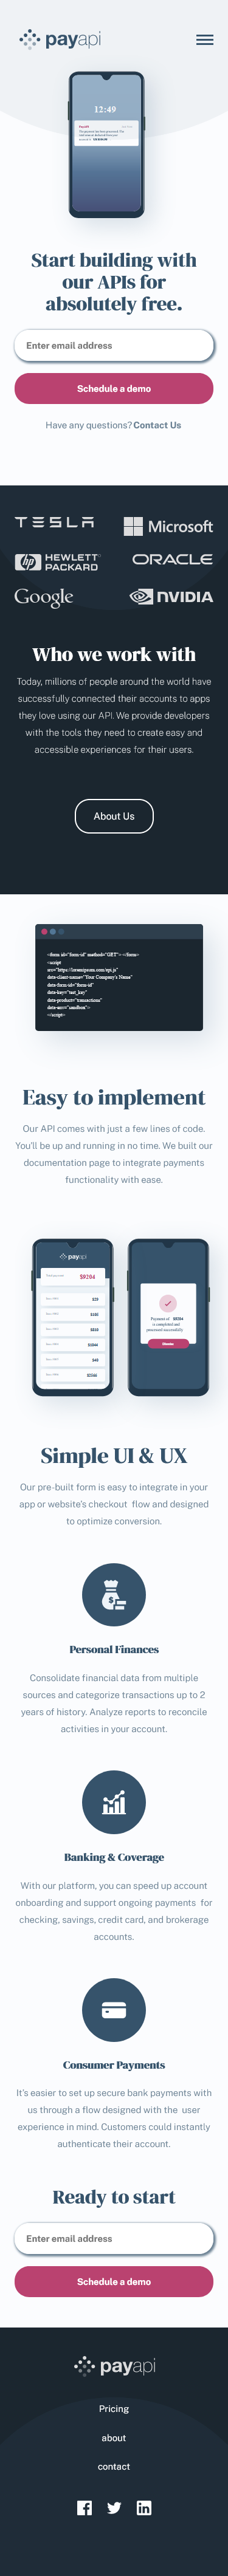 payapi
12:49
PayAPI
Start building with
our APIs for
absolutely free.
Enter email address
Schedule a demo
Have any questions? Contact Us
TESLA
Microsoft
hp HEWLETT PACKARD
ORACLE
Google
NVIDIA
Who we work with
Today, millions of people around the world have
successfully connected their accounts to apps
they love using our API. We provide developers
with the tools they need to create easy and
accessible experiences for their users.
About Us
<form id="form-id" method="GET"></form>
<script
src="https://loremipsum.com/api.js"
data-client-name="Your Company's Name"
data-form-id="form-id"
data-key="test_key"
data-product="transactions"
data-env="sandbox">
</script>
Easy to implement
Our API comes with just a few lines of code.
You'll be up and running in no time. We built our
documentation page to integrate payments
functionality with ease.
payapi
$9204
Payment of $9204
is completed and
processed successfully
Simple UI & UX
Our pre-built form is easy to integrate in your
app or website's checkout flow and designed
to optimize conversion.
Personal Finances
Consolidate financial data from multiple
sources and categorize transactions up to 2
years of history. Analyze reports to reconcile
activities in your account.
Banking & Coverage
With our platform, you can speed up account
onboarding and support ongoing payments for
checking, savings, credit card, and brokerage
accounts.
Consumer Payments
It's easier to set up secure bank payments with
us through a flow designed with the user
experience in mind. Customers could instantly
authenticate their account.
Ready to start
Enter email address
Schedule a demo
payapi
Pricing
about
contact